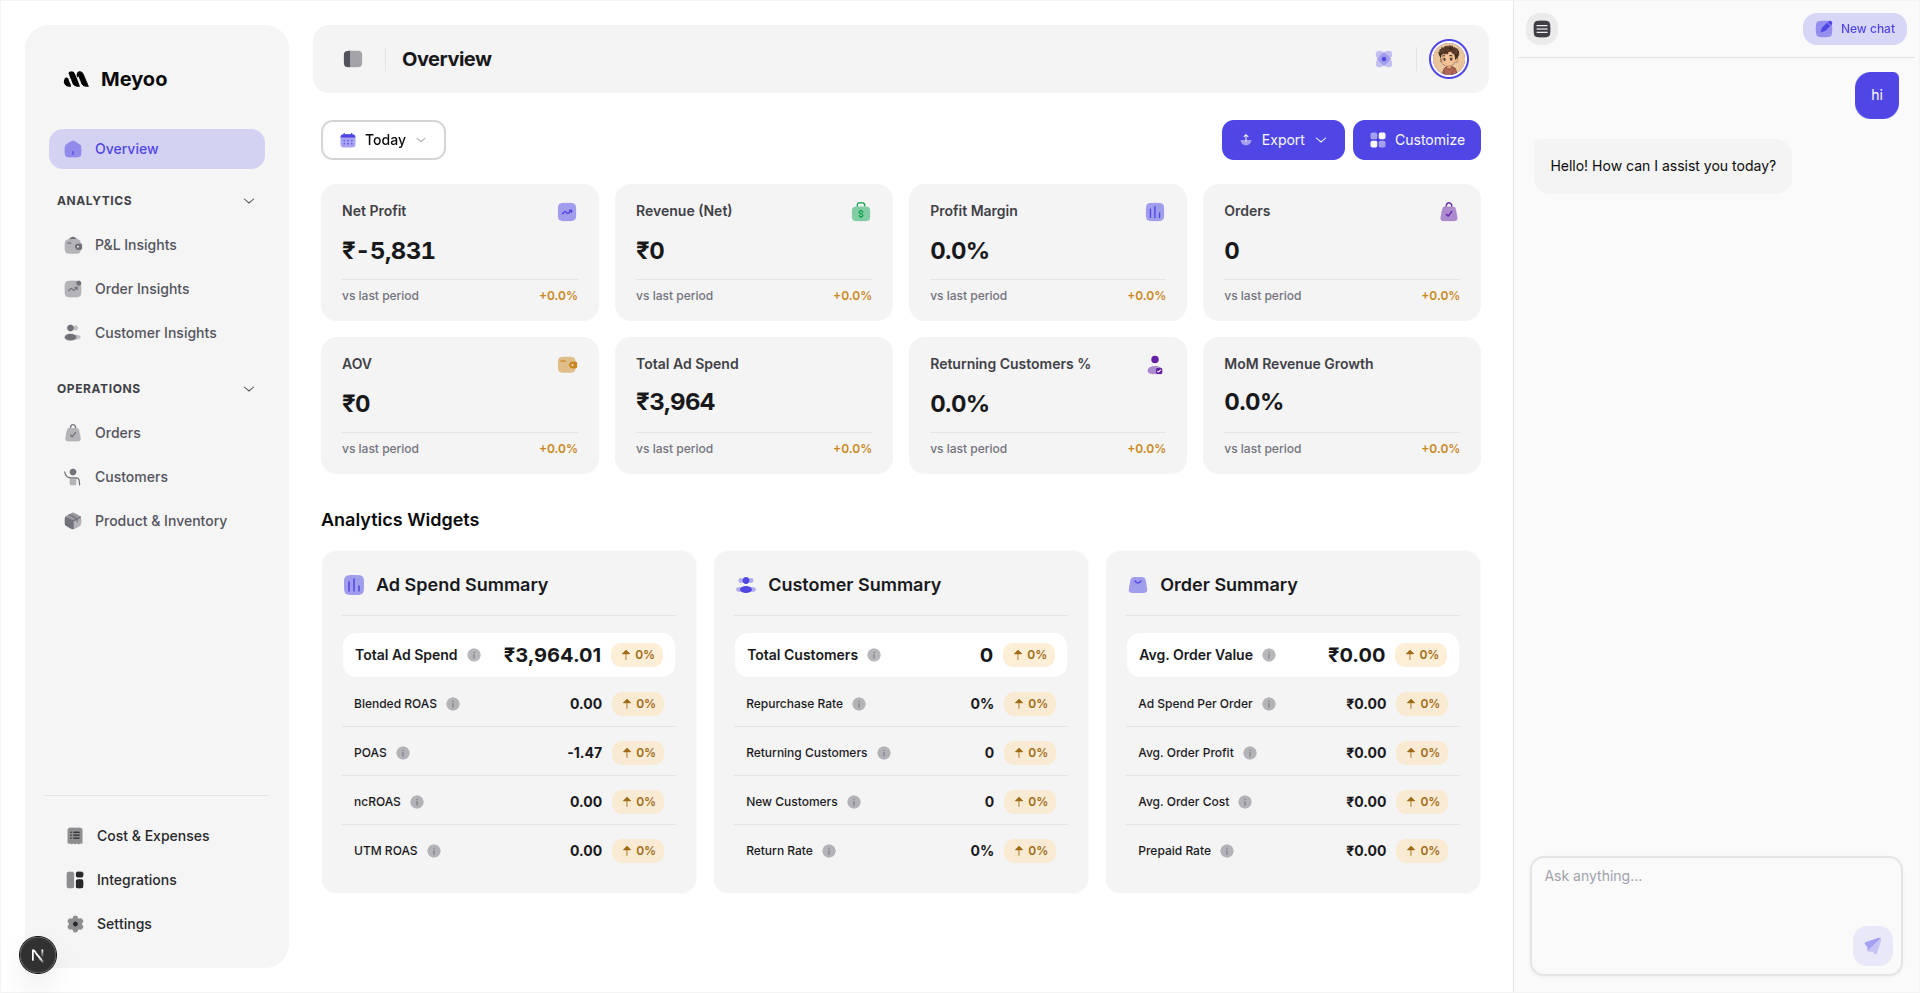 Meyoo
Overview
ANALYTICS
P&L Insights
Order Insights
Customer Insights
OPERATIONS
Orders
Customers
Product & Inventory
Cost & Expenses
Integrations
Settings
N
Overview
Today
Export
Customize
Net Profit
₹-5,831
vs last period +0.0%
Revenue (Net)
₹0
vs last period +0.0%
Profit Margin
0.0%
vs last period +0.0%
Orders
0
vs last period +0.0%
AOV
₹0
vs last period +0.0%
Total Ad Spend
₹3,964
vs last period +0.0%
Returning Customers %
0.0%
vs last period +0.0%
MoM Revenue Growth
0.0%
vs last period +0.0%
Analytics Widgets
Ad Spend Summary
Total Ad Spend ₹3,964.01 0%
Blended ROAS 0.00 0%
POAS -1.47 0%
ncROAS 0.00 0%
UTM ROAS 0.00 0%
Customer Summary
Total Customers 0 0%
Repurchase Rate 0% 0%
Returning Customers 0 0%
New Customers 0 0%
Return Rate 0% 0%
Order Summary
Avg. Order Value ₹0.00 0%
Ad Spend Per Order ₹0.00 0%
Avg. Order Profit ₹0.00 0%
Avg. Order Cost ₹0.00 0%
Prepaid Rate ₹0.00 0%
New chat
hi
Hello! How can I assist you today?
Ask anything...